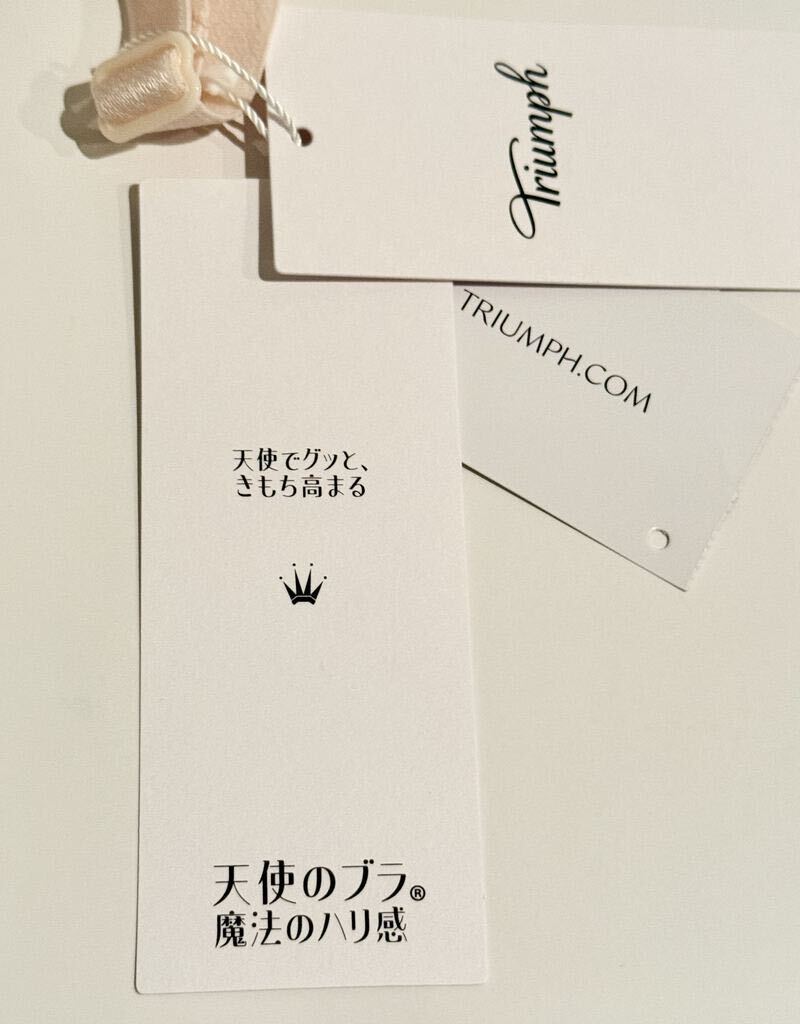 Triumph
TRIUMPH.COM
天使でグッと、
きもち高まる
天使のブラ®
魔法のハリ感